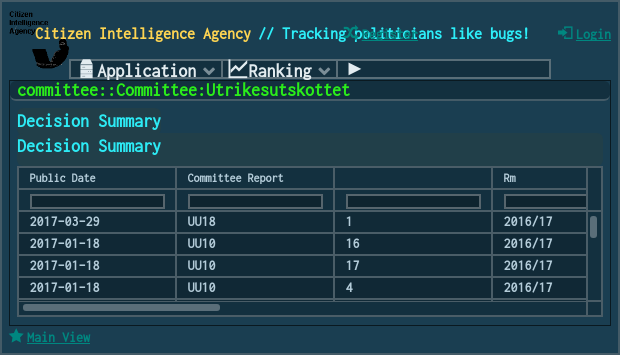 Citizen
Intelligence
Agency
Citizen Intelligence Agency // Tracking politicians like bugs!
Login
Application
Ranking
committee::Committee:Utrikesutskottet
Decision Summary
Decision Summary
Public Date Committee Report Rm
2017-03-29 UU18 1 2016/17
2017-01-18 UU10 16 2016/17
2017-01-18 UU10 17 2016/17
2017-01-18 UU10 4 2016/17
Main View